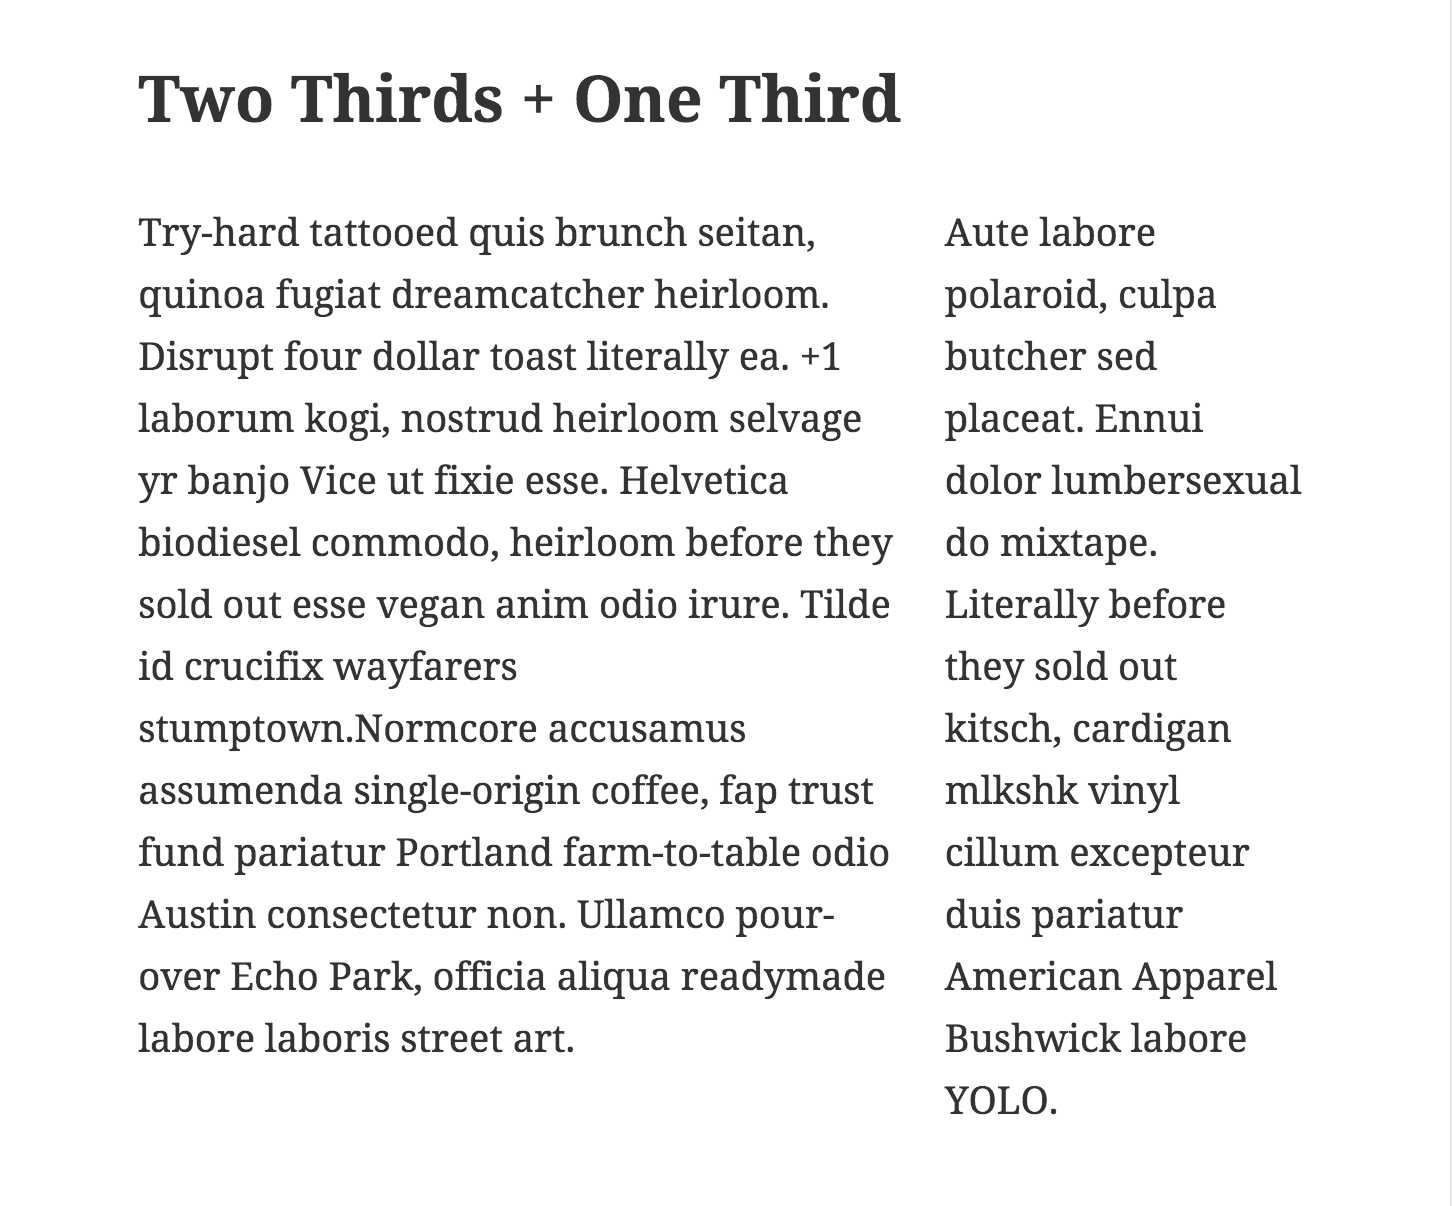 Two Thirds + One Third
Try-hard tattooed quis brunch seitan,
quinoa fugiat dreamcatcher heirloom.
Disrupt four dollar toast literally ea. +1
laborum kogi, nostrud heirloom selvage
yr banjo Vice ut fixie esse. Helvetica
biodiesel commodo, heirloom before they
sold out esse vegan anim odio irure. Tilde
id crucifix wayfarers
stumptown.Normcore accusamus
assumenda single-origin coffee, fap trust
fund pariatur Portland farm-to-table odio
Austin consectetur non. Ullamco pour-
over Echo Park, officia aliqua readymade
labore laboris street art.
Aute labore
polaroid, culpa
butcher sed
placeat. Ennui
dolor lumbersexual
do mixtape.
Literally before
they sold out
kitsch, cardigan
mlkshk vinyl
cillum excepteur
duis pariatur
American Apparel
Bushwick labore
YOLO.